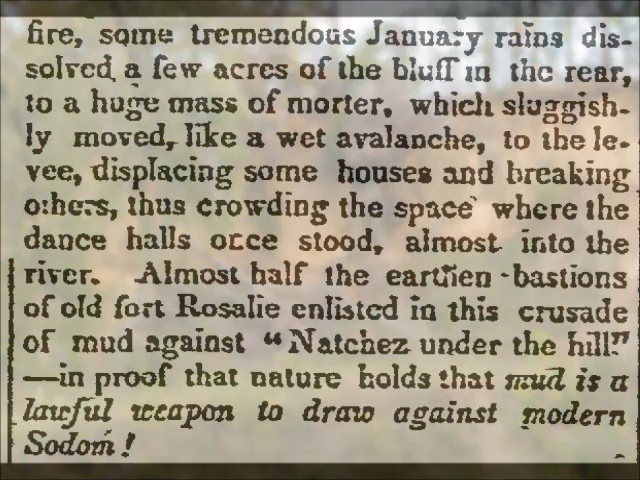 fire, some tremendous January rains dis-
solved a few acres of the bluff in the rear,
to a huge mass of morter, which sluggish-
ly moved, like a wet avalanche, to the le-
vee, displacing some houses and breaking
others, thus crowding the space where the
dance halls once stood, almost into the
river. Almost half the earthen bastions
of old fort Rosalie enlisted in this crusade
of mud against "Natchez under the hill"
—in proof that nature holds that mud is a
lawful weapon to draw against modern
Sodom!